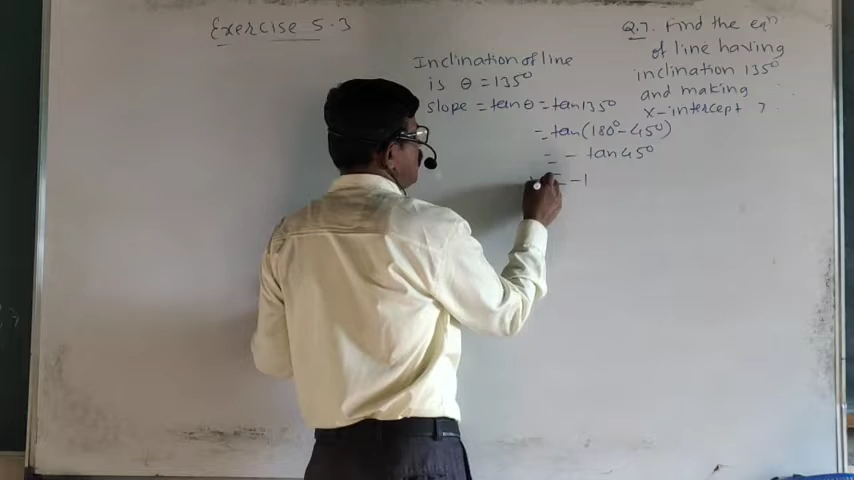 Exercise 5.3
Q.7. Find the eqn
of line having
inclination 135°
and making
x-intercept 7
Inclination of line
is θ = 135°
slope = tanθ = tan135°
= tan(180° - 45°)
= - tan45°
= -1